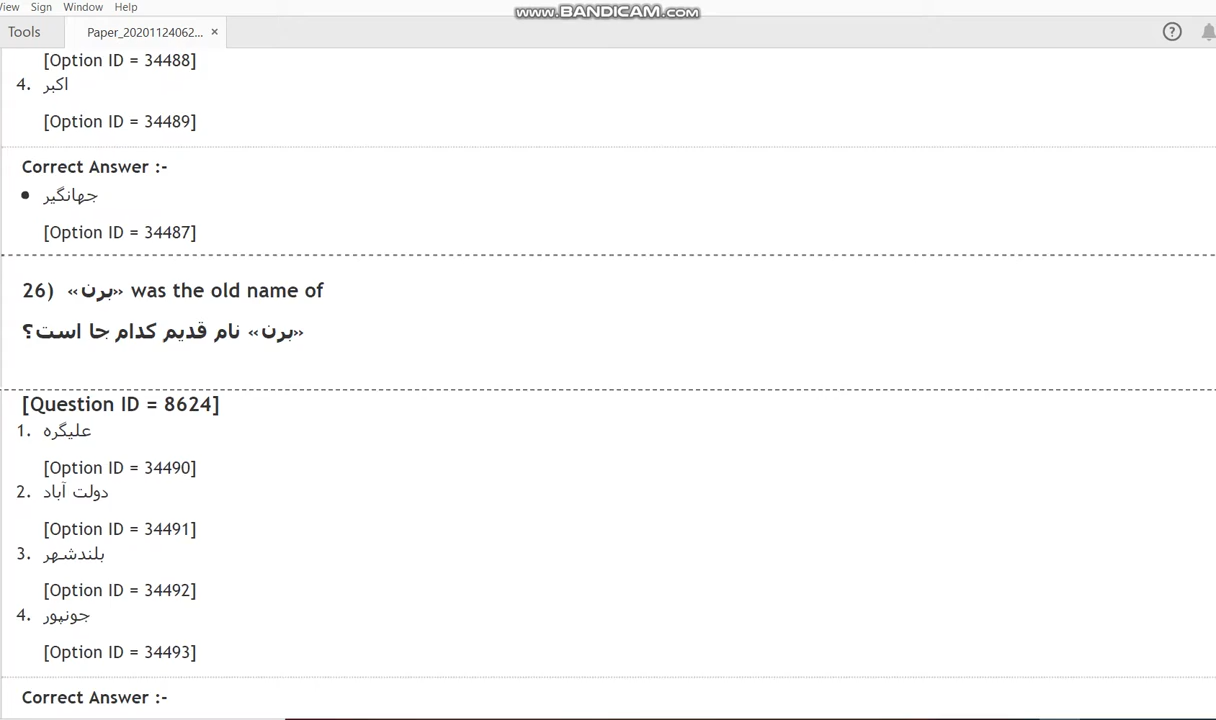 View Sign Window Help
www.BANDICAM.com
Tools Paper_20201124062... × ?
[Option ID = 34488]
4. اکبر
[Option ID = 34489]
Correct Answer :-
• جهانگیر
[Option ID = 34487]
26) «برن» was the old name of
«برن» نام قدیم کدام جا است؟
[Question ID = 8624]
1. علیگره
[Option ID = 34490]
2. دولت آباد
[Option ID = 34491]
3. بلندشهر
[Option ID = 34492]
4. جونپور
[Option ID = 34493]
Correct Answer :-